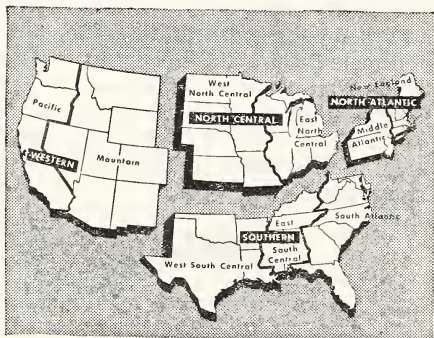 West
North Central
New England
NORTH ATLANTIC
Pacific
NORTH CENTRAL
East
North
Central
Middle
Atlantic
WESTERN
Mountain
East
South Atlantic
SOUTHERN
South
Central
West South Central